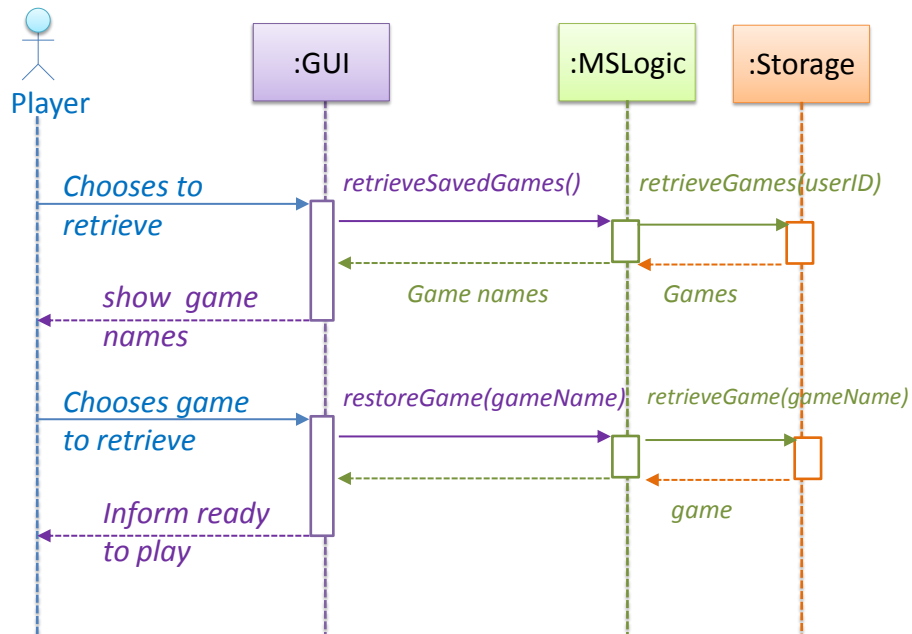 :GUI
:MSLogic
:Storage
Player
Chooses to
retrieve
retrieveSavedGames()
retrieveGames(userID)
show game
names
Game names
Games
Chooses game
to retrieve
restoreGame(gameName)
retrieveGame(gameName)
Inform ready
to play
game